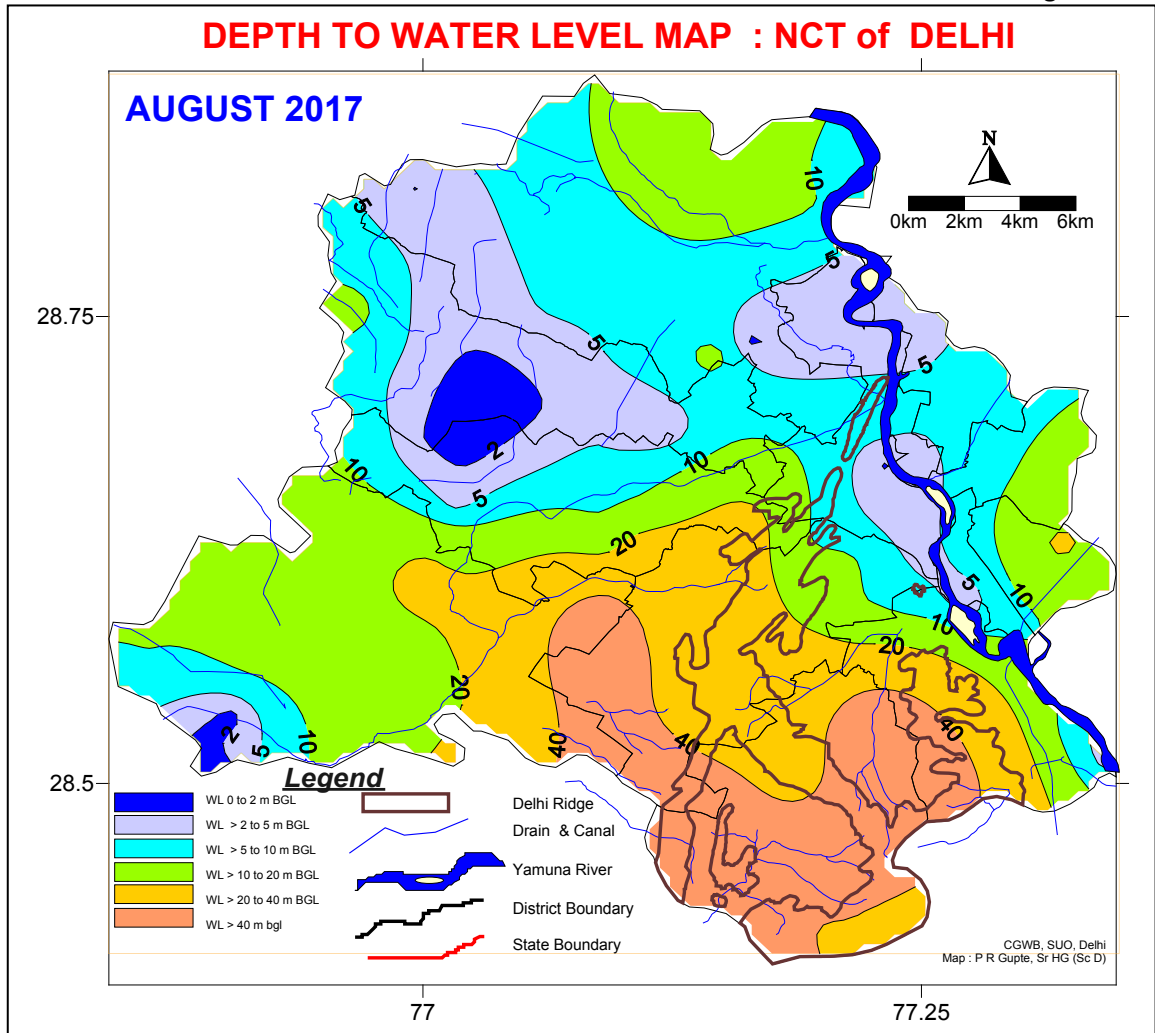 DEPTH TO WATER LEVEL MAP : NCT of DELHI
AUGUST 2017
N
0km 2km 4km 6km
10
5
5
28.75
5
5
2
10
10
5
20
5
10
10
20
20
2
5
10
40
40
40
28.5
Legend
WL 0 to 2 m BGL
WL > 2 to 5 m BGL
WL > 5 to 10 m BGL
WL > 10 to 20 m BGL
WL > 20 to 40 m BGL
WL > 40 m bgl
Delhi Ridge
Drain & Canal
Yamuna River
District Boundary
State Boundary
CGWB, SUO, Delhi
Map : P R Gupte, Sr HG (Sc D)
77
77.25